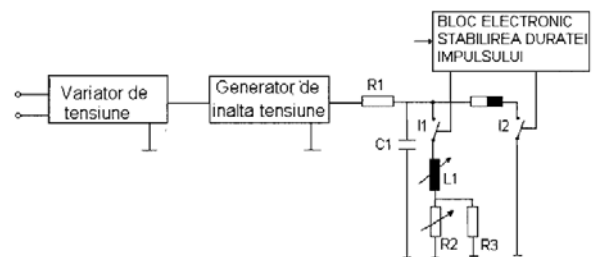 BLOC ELECTRONIC
STABILIREA DURATEI
IMPULSULUI
Variator de
tensiune
Generator de
inalta tensiune
R1
I1
I2
C1
L1
R2
R3